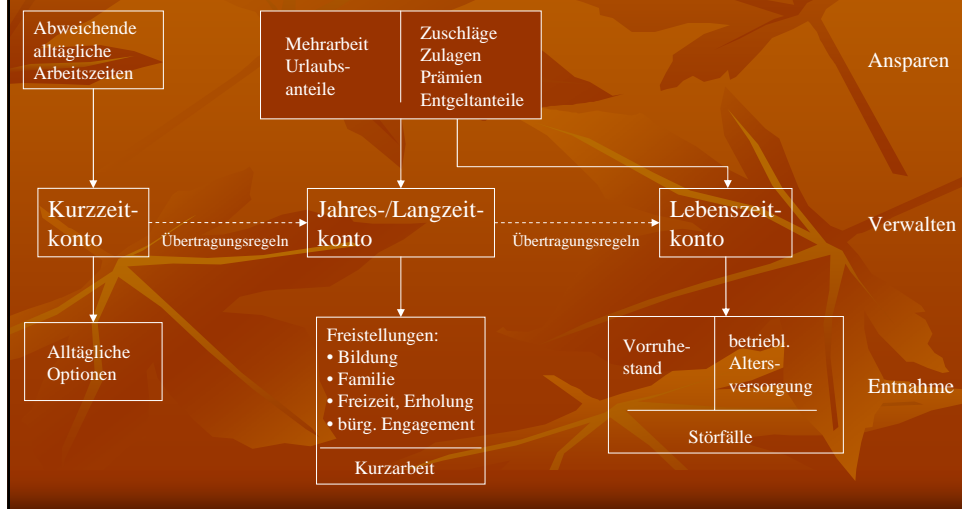 Abweichende
alltägliche
Arbeitszeiten
Mehrarbeit
Urlaubs-
anteile
Zuschläge
Zulagen
Prämien
Entgeltanteile
Ansparen
Kurzzeit-
konto
Übertragungsregeln
Jahres-/Langzeit-
konto
Übertragungsregeln
Lebenszeit-
konto
Verwalten
Alltägliche
Optionen
Freistellungen:
• Bildung
• Familie
• Freizeit, Erholung
• bürg. Engagement
Kurzarbeit
Vorruhe-
stand
betriebl.
Alters-
versorgung
Störfälle
Entnahme